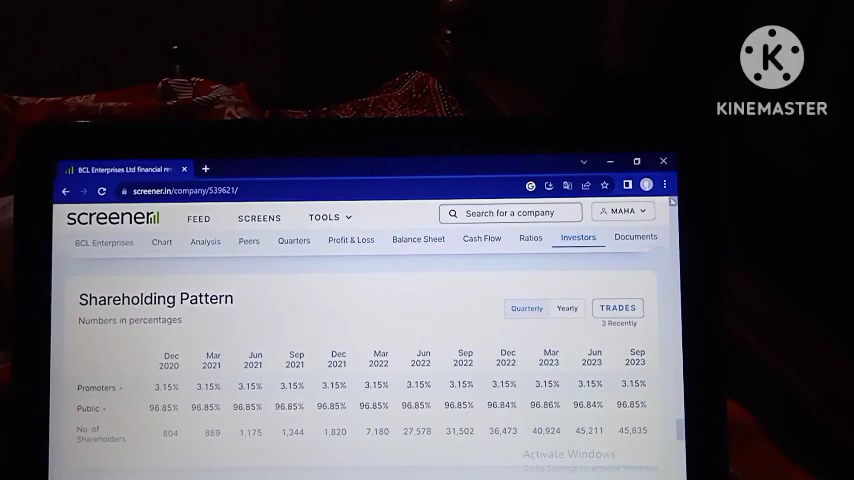 KINEMASTER
BCL Enterprises Ltd financial re
screener.in/company/539621/
screener
FEED SCREENS TOOLS
Search for a company
MAHA
BCL Enterprises Chart Analysis Peers Quarters Profit & Loss Balance Sheet Cash Flow Ratios Investors Documents
Shareholding Pattern
Numbers in percentages
Quarterly Yearly
TRADES
3 Recently
Dec 2020 Mar 2021 Jun 2021 Sep 2021 Dec 2021 Mar 2022 Jun 2022 Sep 2022 Dec 2022 Mar 2023 Jun 2023 Sep 2023
Promoters + 3.15% 3.15% 3.15% 3.15% 3.15% 3.15% 3.15% 3.15% 3.15% 3.15% 3.15% 3.15%
Public + 96.85% 96.85% 96.85% 96.85% 96.85% 96.85% 96.85% 96.85% 96.84% 96.86% 96.84% 96.85%
No. of Shareholders 804 889 1,175 1,344 1,820 7,180 27,578 31,502 36,473 40,924 45,211 45,835
Activate Windows
Go to Settings to activate Windows.